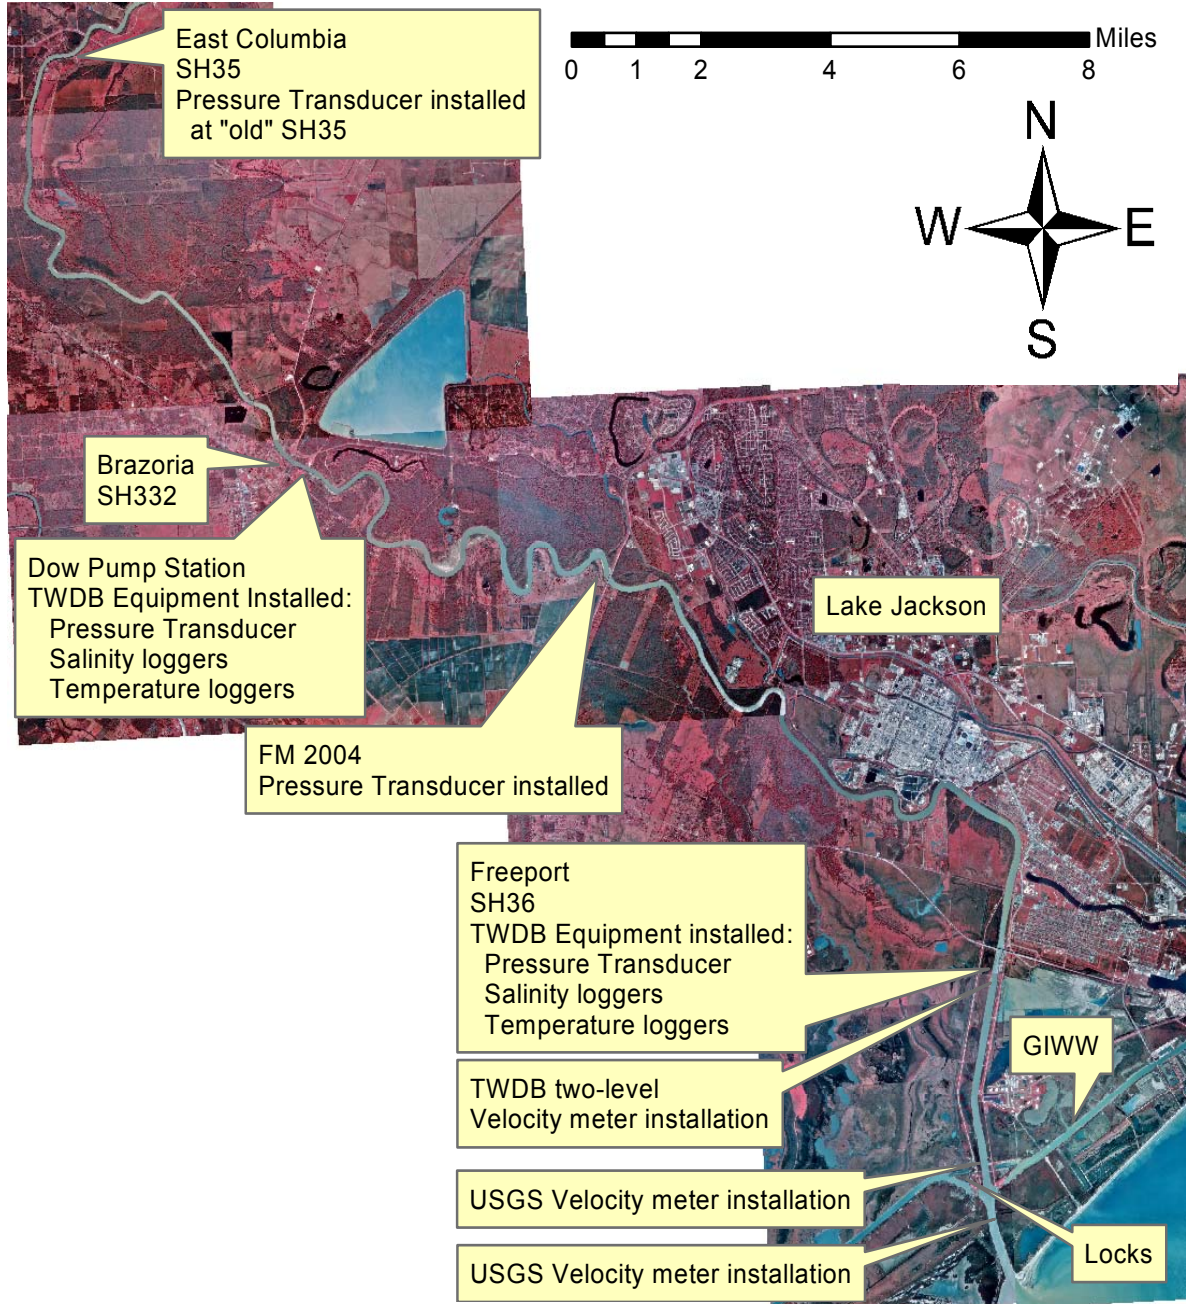 East Columbia
SH35
Pressure Transducer installed
at "old" SH35
Miles
0 1 2 4 6 8
N
W E
S
Brazoria
SH332
Dow Pump Station
TWDB Equipment Installed:
Pressure Transducer
Salinity loggers
Temperature loggers
Lake Jackson
FM 2004
Pressure Transducer installed
Freeport
SH36
TWDB Equipment installed:
Pressure Transducer
Salinity loggers
Temperature loggers
GIWW
TWDB two-level
Velocity meter installation
USGS Velocity meter installation
Locks
USGS Velocity meter installation